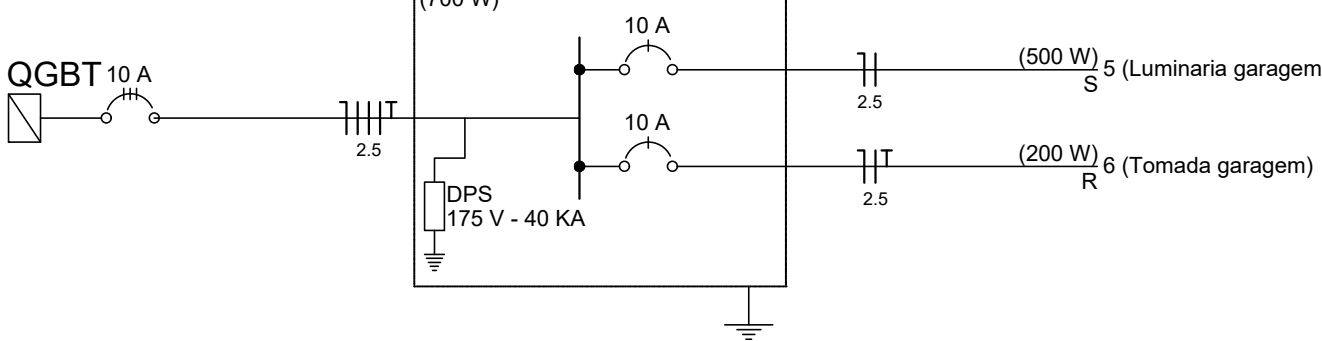 (700 W)
QGBT
10 A
2.5
T
DPS
175 V - 40 KA
10 A
2.5
(500 W)
S
5 (Luminaria garagem
10 A
T
2.5
(200 W)
R
6 (Tomada garagem)